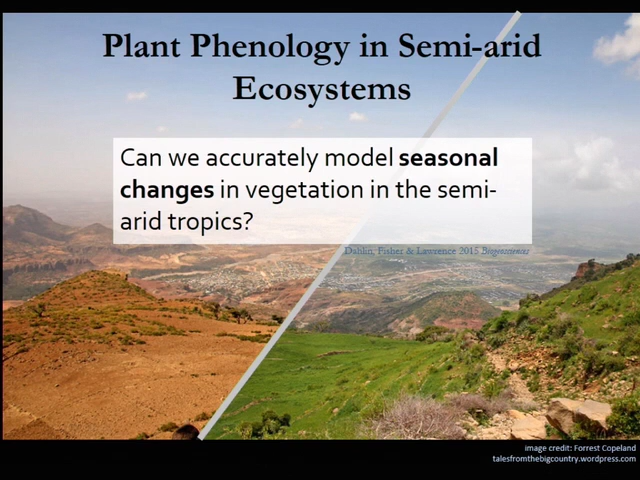 Plant Phenology in Semi-arid
Ecosystems
Can we accurately model seasonal
changes in vegetation in the semi-
arid tropics?
Dahlin, Fisher & Lawrence 2015 Biogeosciences
image credit: Forrest Copeland
talesfromthebigcountry.wordpress.com